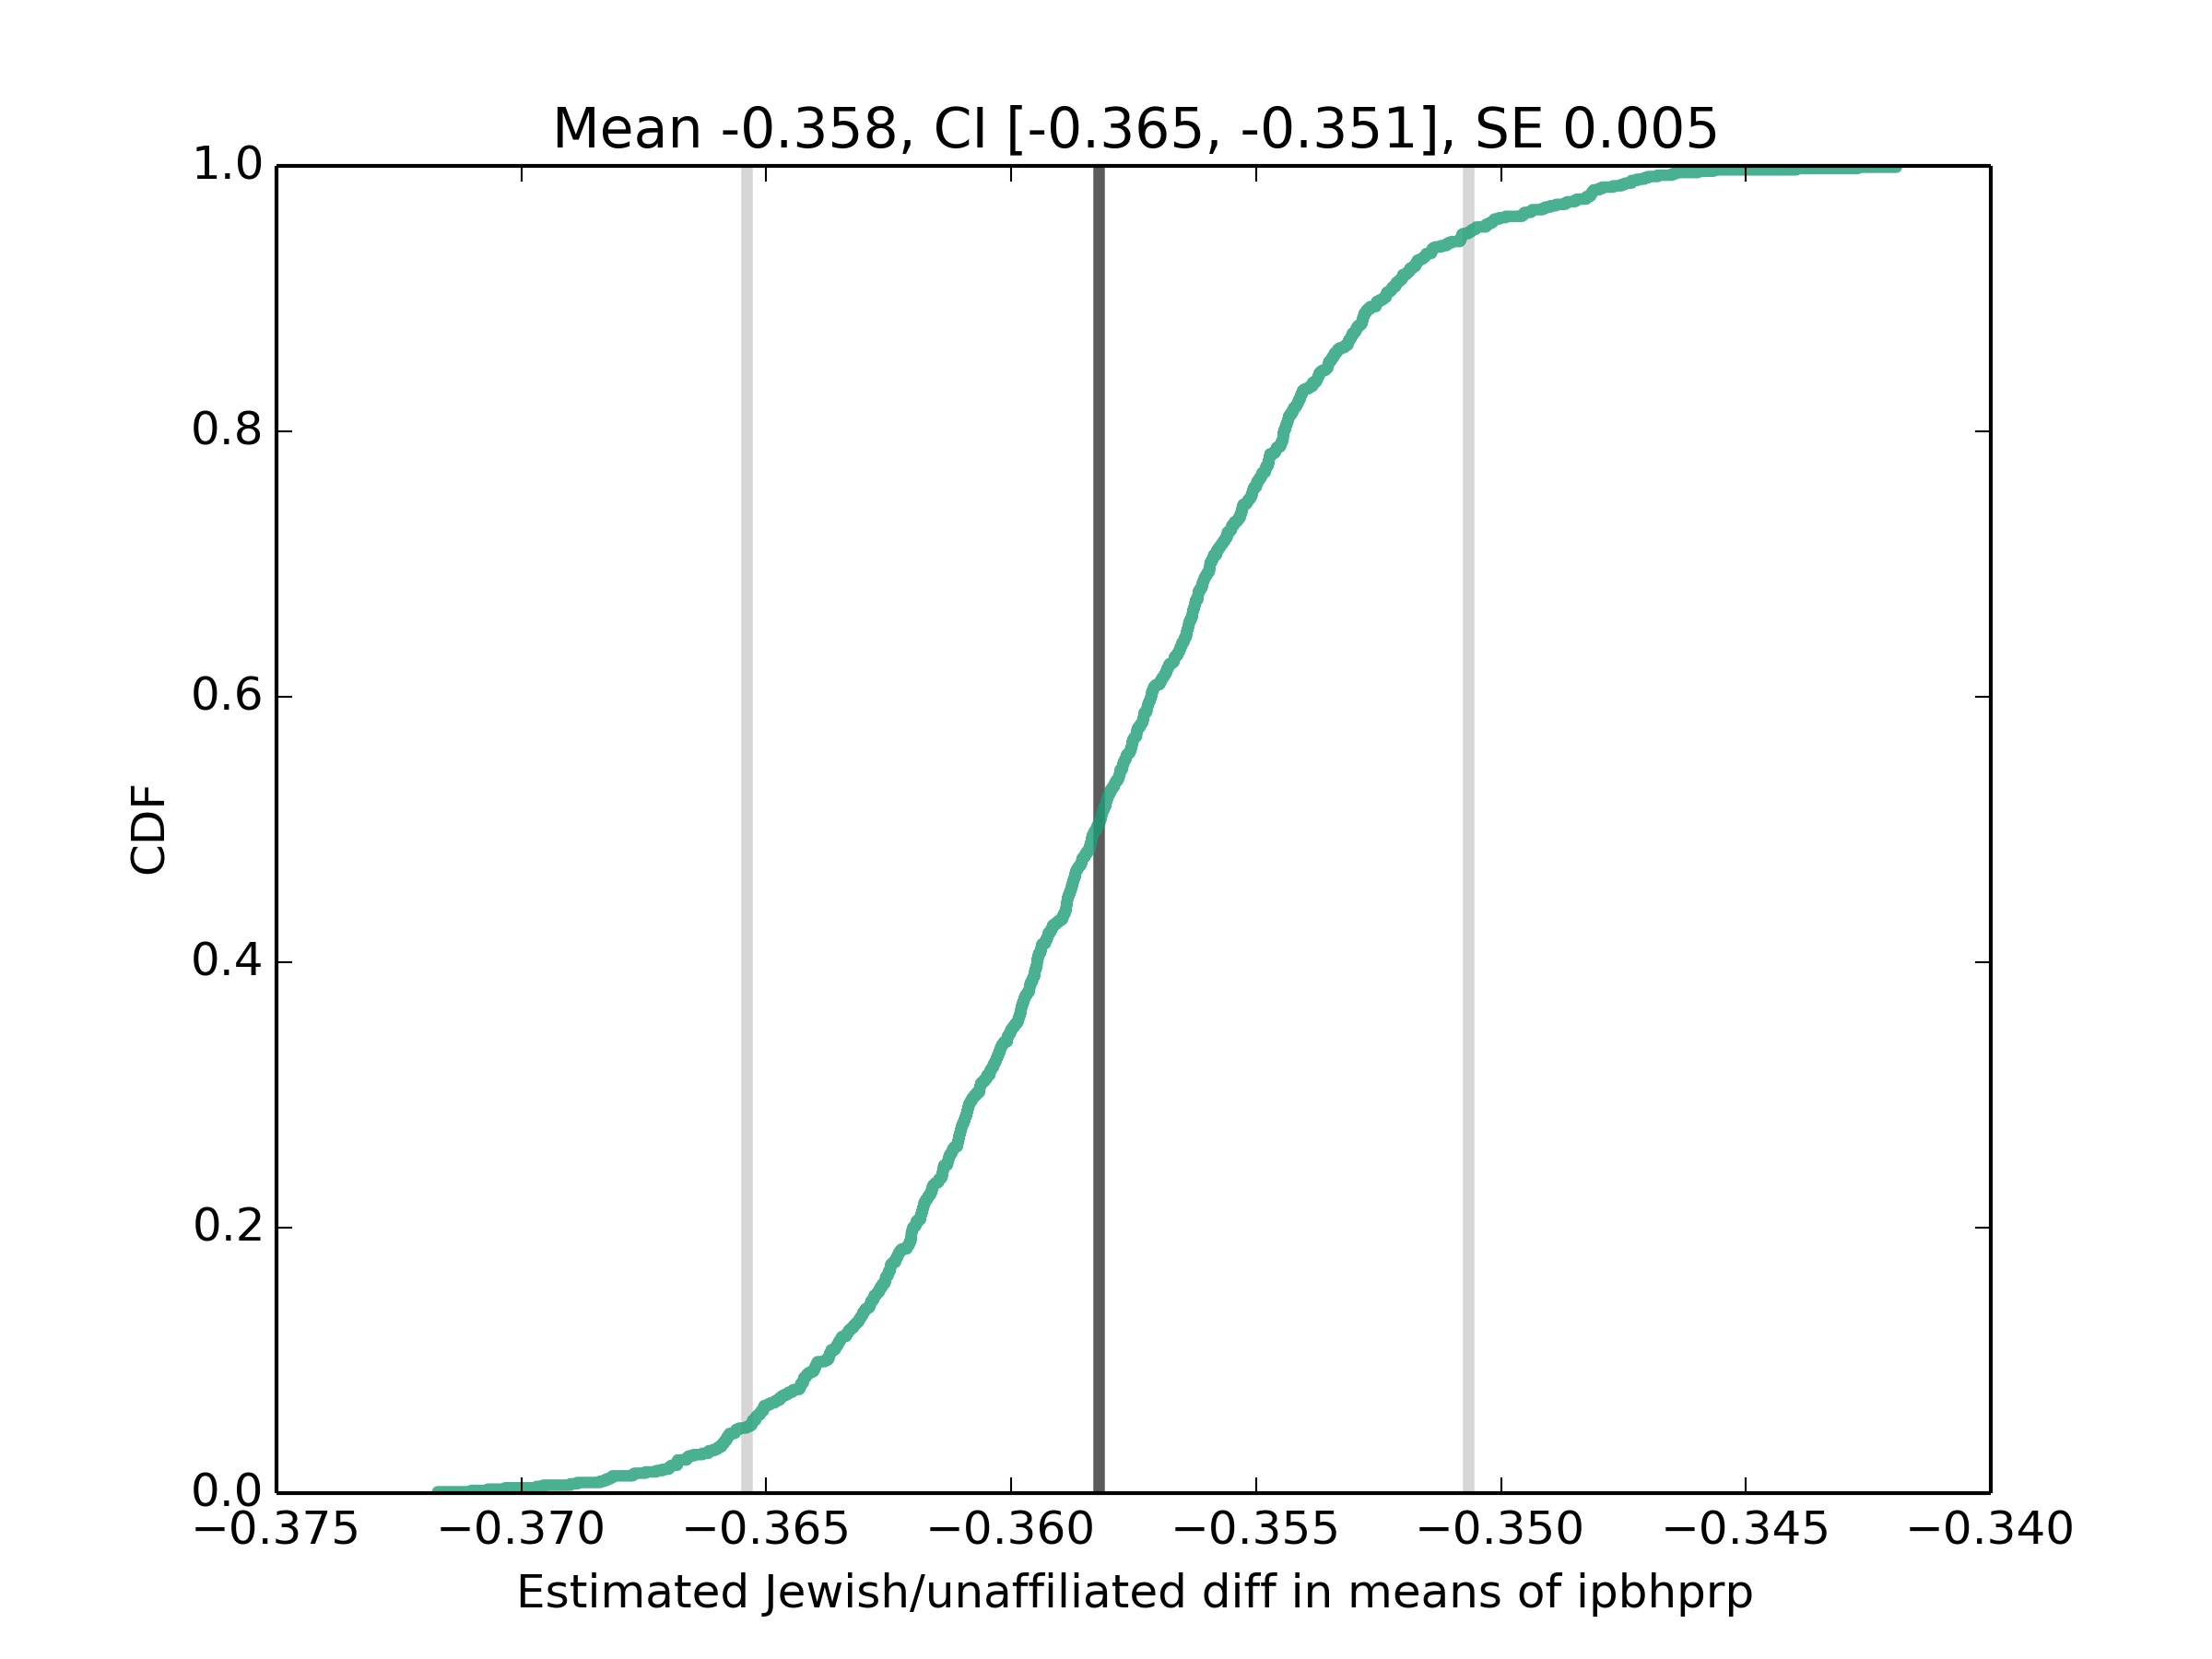 Mean -0.358, CI [-0.365, -0.351], SE 0.005
1.0
0.8
0.6
0.4
0.2
0.0
CDF
−0.375 −0.370 −0.365 −0.360 −0.355 −0.350 −0.345 −0.340
Estimated Jewish/unaffiliated diff in means of ipbhprp